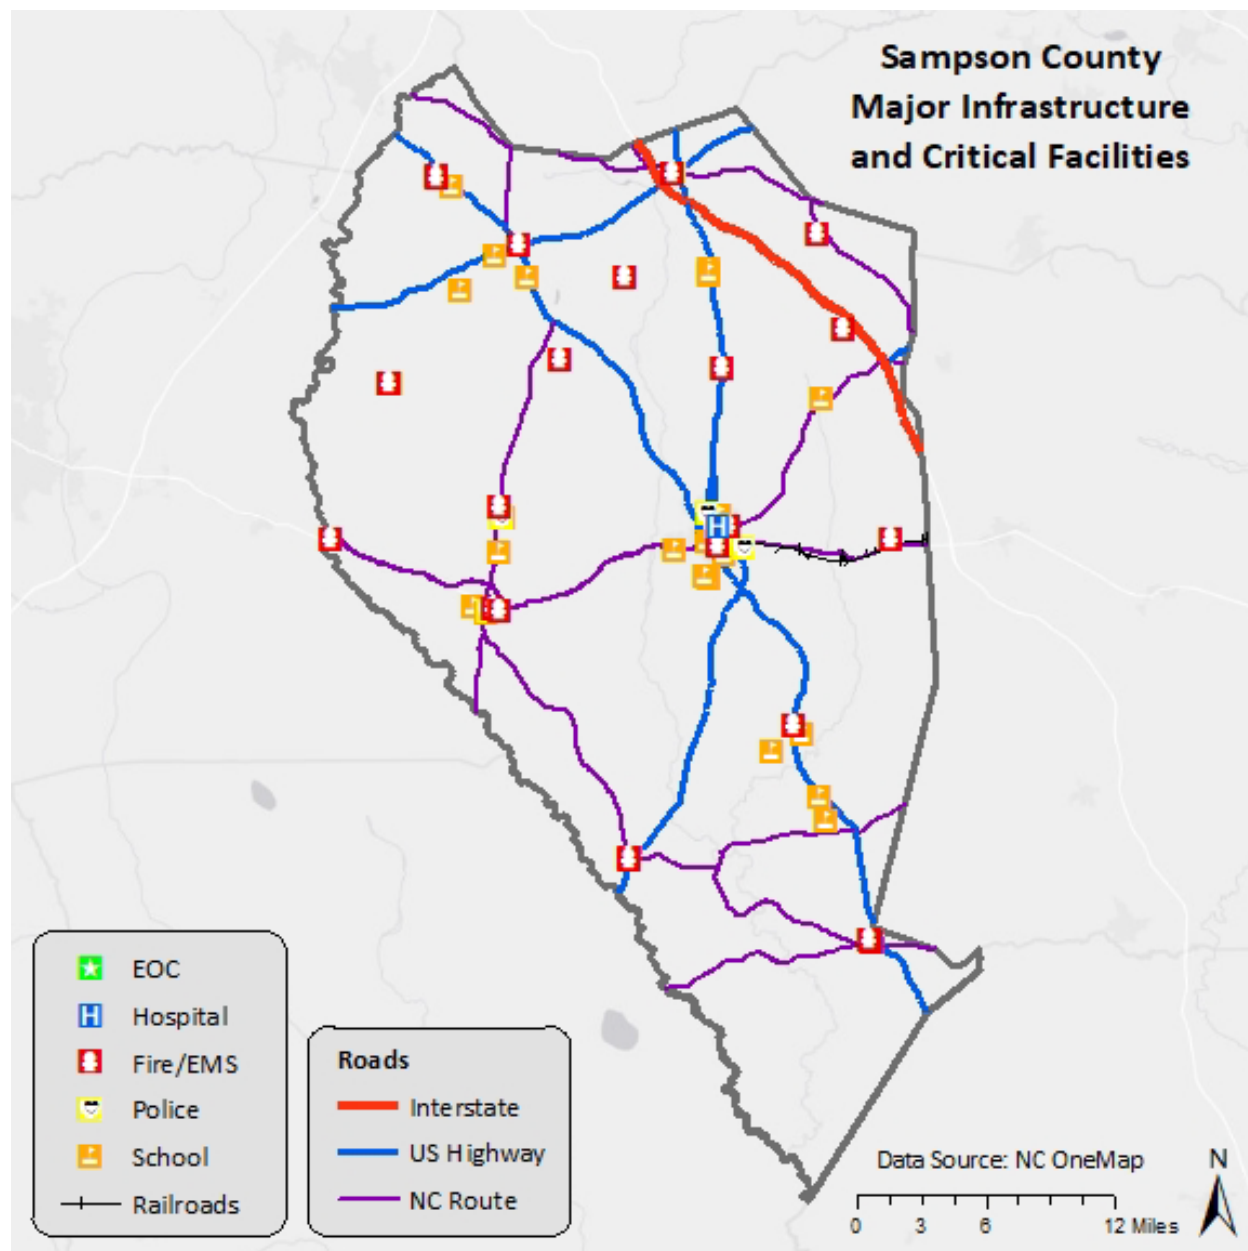 Sampson County
Major Infrastructure
and Critical Facilities
EOC
Hospital
Fire/EMS
Police
School
Railroads
Roads
Interstate
US Highway
NC Route
Data Source: NC OneMap
N
0 3 6 12 Miles
H
H